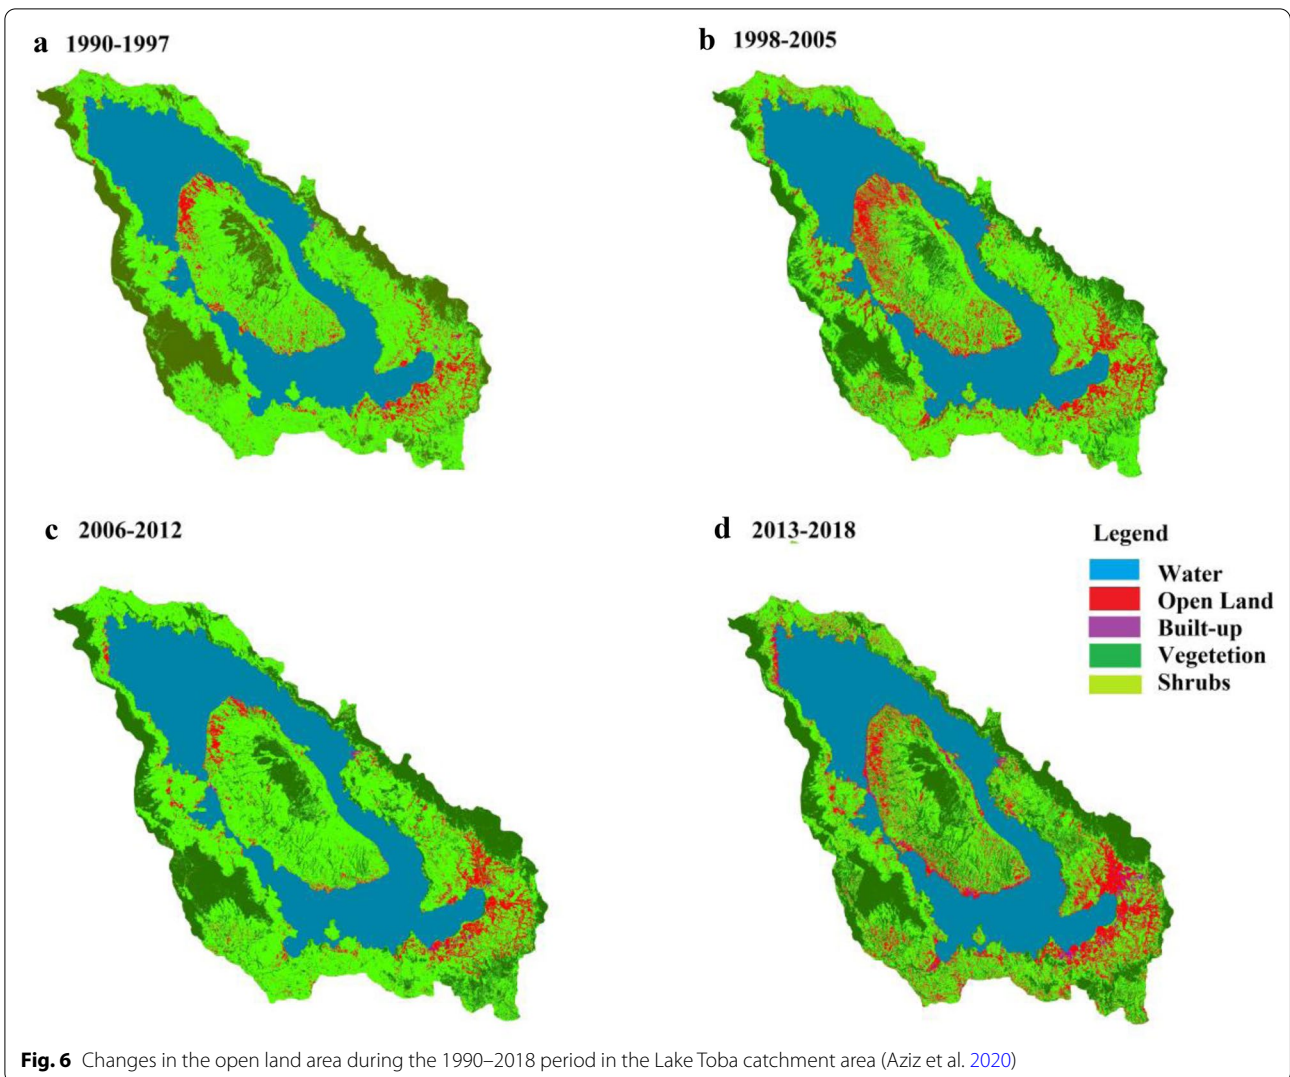 a 1990-1997
b 1998-2005
c 2006-2012
d 2013-2018
Legend
Water
Open Land
Built-up
Vegetetion
Shrubs
Fig. 6 Changes in the open land area during the 1990–2018 period in the Lake Toba catchment area (Aziz et al. 2020)